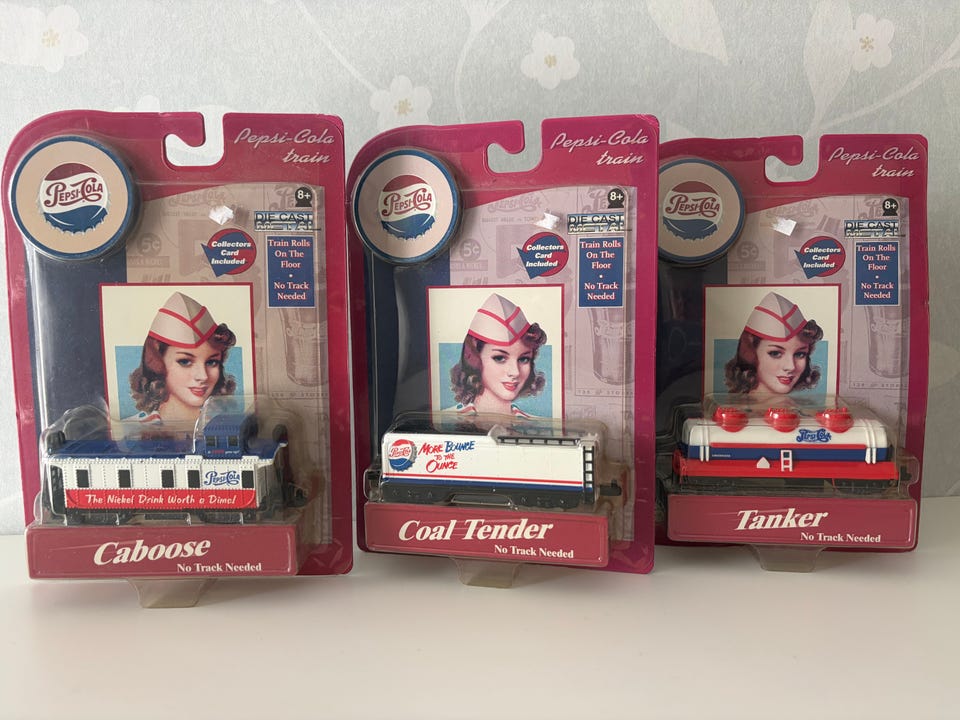 Pepsi-Cola
train
PEPSI-COLA
8+
DIE CAST
METAL
Collectors
Card
Included
Train Rolls
On The
Floor
•
No Track
Needed
5¢
PEPSI-COLA
The Nickel Drink Worth a Dime!
Caboose
No Track Needed
Pepsi-Cola
train
PEPSI-COLA
8+
DIE CAST
METAL
Collectors
Card
Included
Train Rolls
On The
Floor
•
No Track
Needed
5¢
PEPSI-COLA
MORE BOUNCE
TO THE
OUNCE
Coal Tender
No Track Needed
Pepsi-Cola
train
PEPSI-COLA
8+
DIE CAST
METAL
Collectors
Card
Included
Train Rolls
On The
Floor
•
No Track
Needed
5¢
Pepsi-Cola
Tanker
No Track Needed